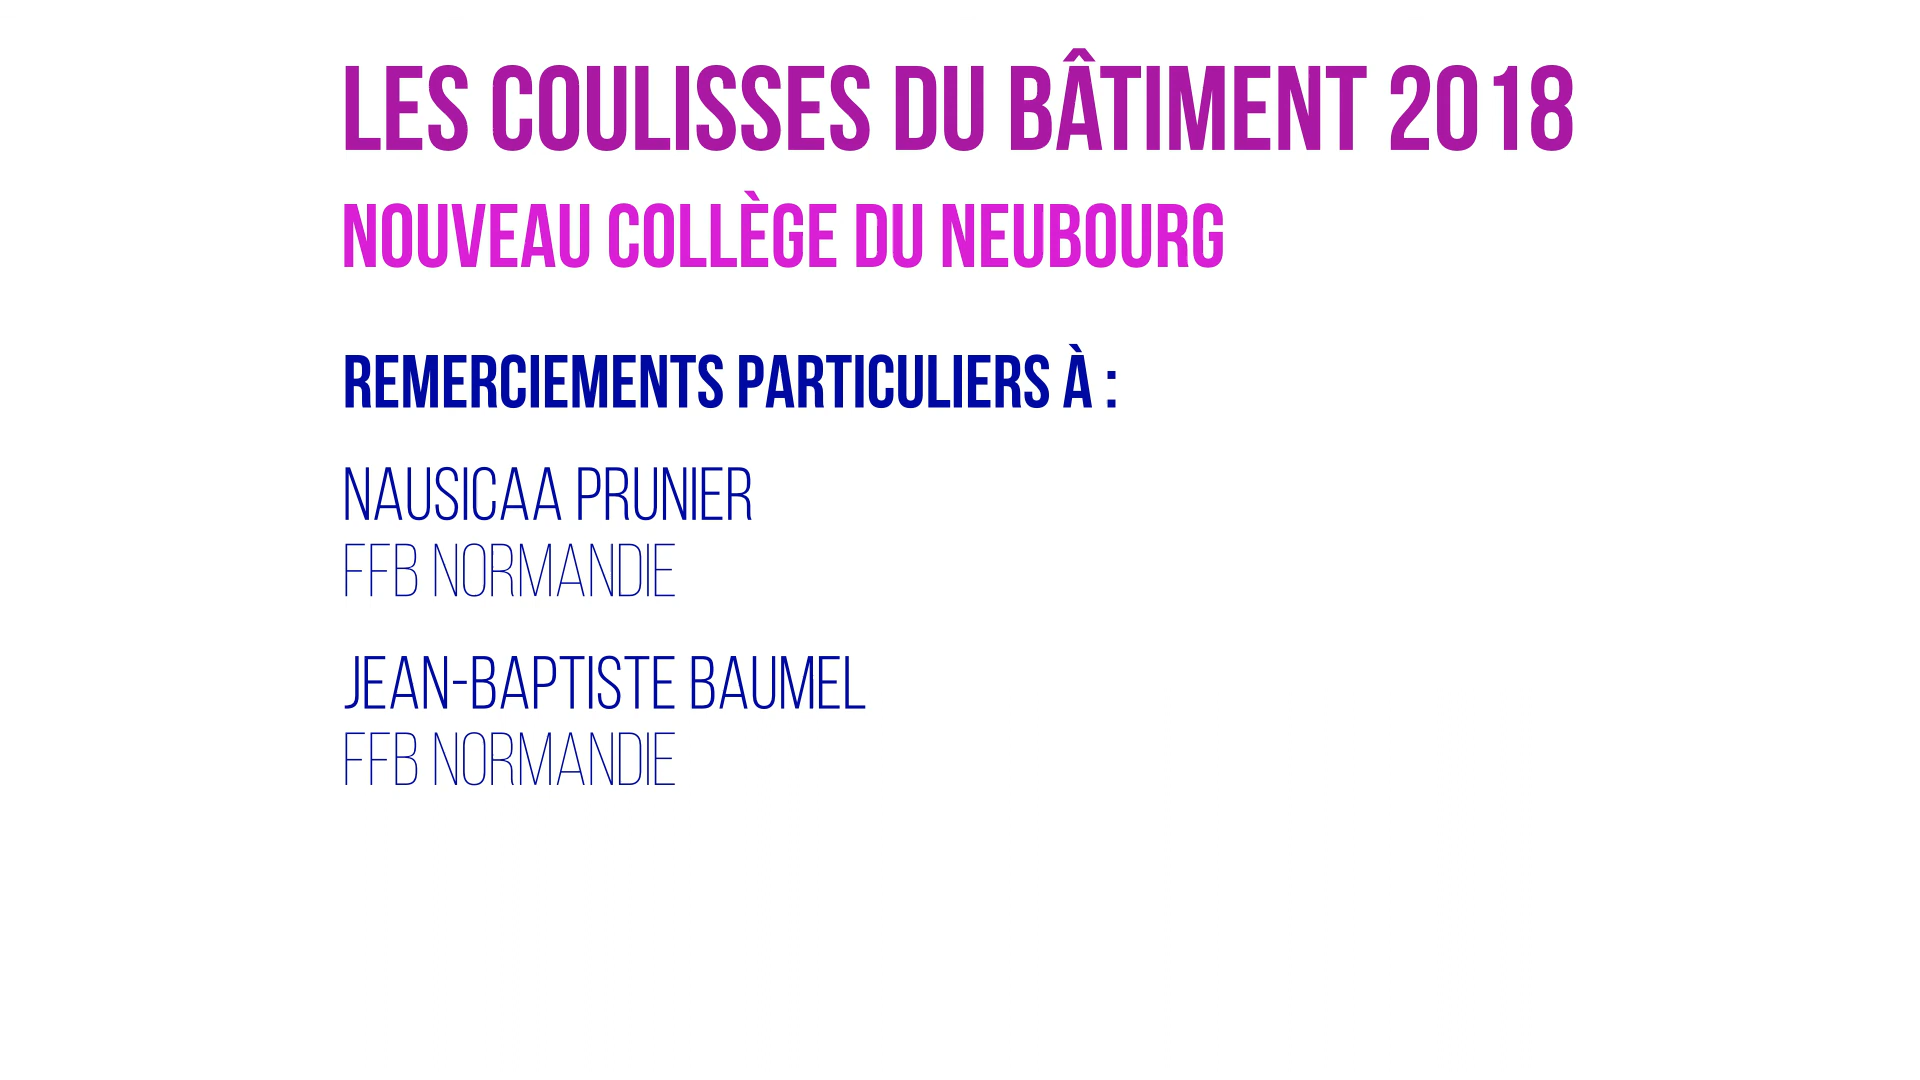 LES COULISSES DU BÂTIMENT 2018
NOUVEAU COLLÈGE DU NEUBOURG
REMERCIEMENTS PARTICULIERS À :
NAUSICAA PRUNIER
FFB NORMANDIE
JEAN-BAPTISTE BAUMEL
FFB NORMANDIE